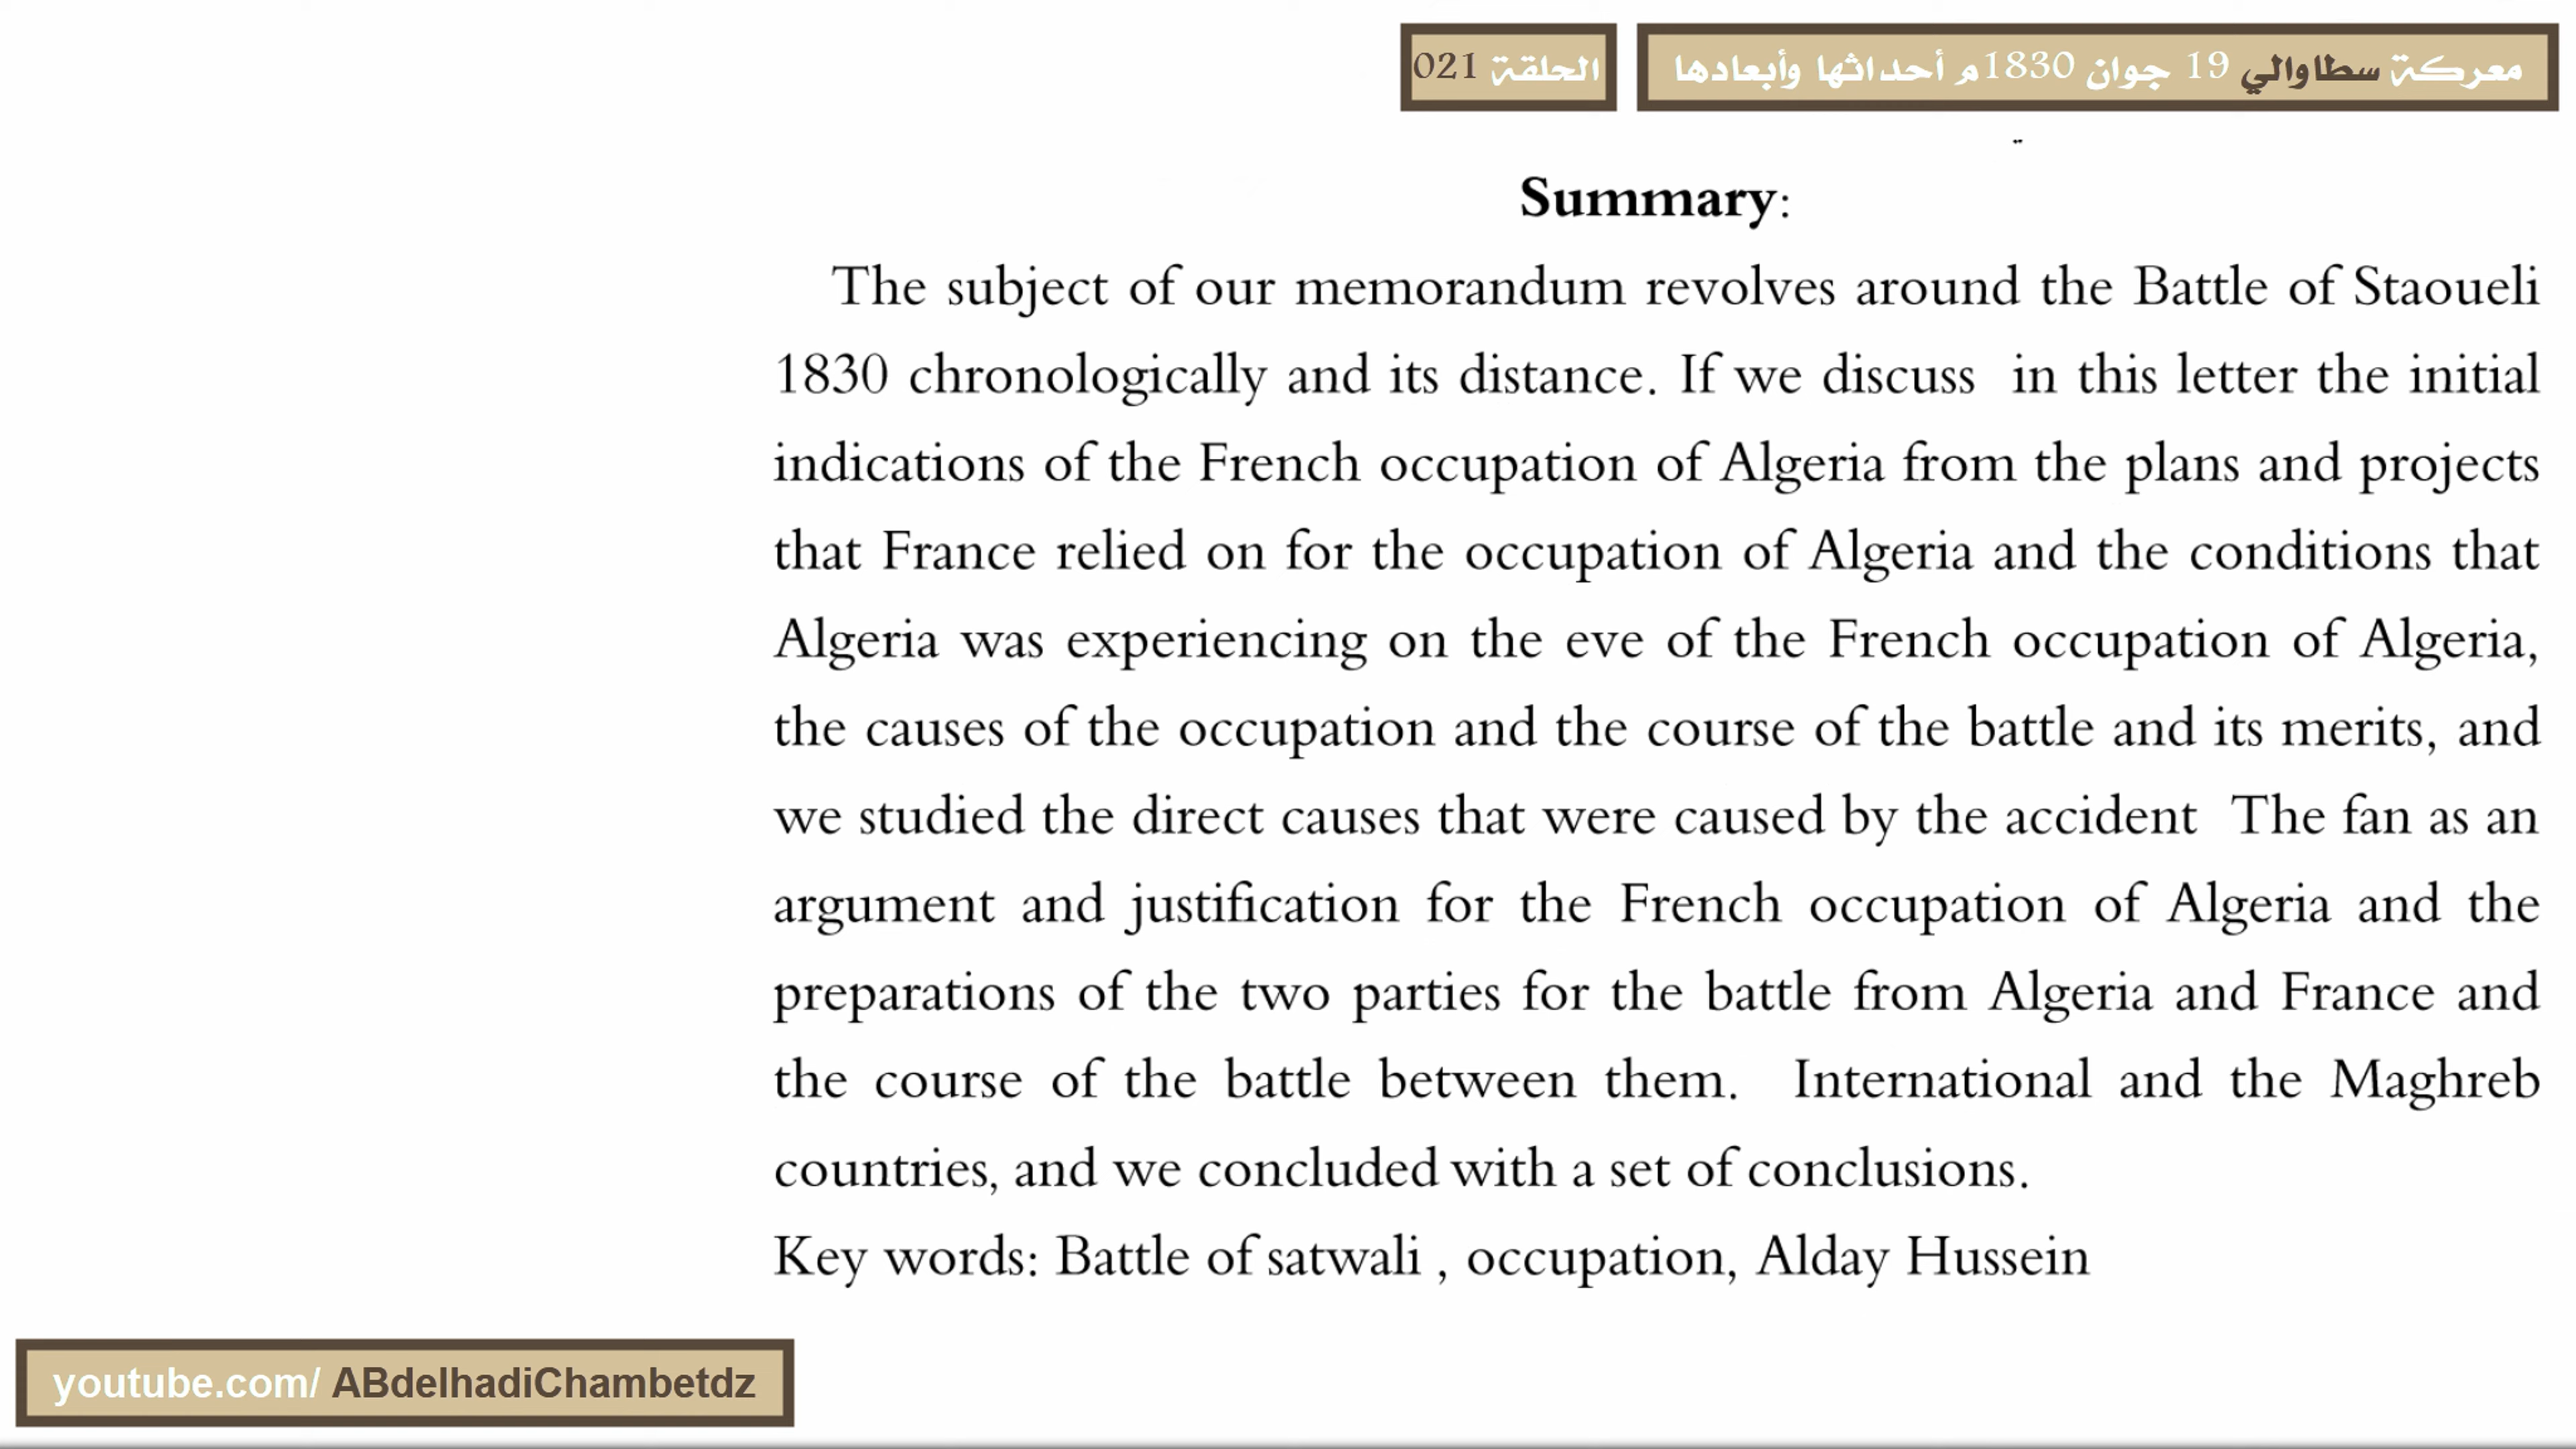 معركة سطاوالي 19 جوان 1830م أحداثها وأبعادها
الحلقة 021
Summary:
The subject of our memorandum revolves around the Battle of Staoueli
1830 chronologically and its distance. If we discuss in this letter the initial
indications of the French occupation of Algeria from the plans and projects
that France relied on for the occupation of Algeria and the conditions that
Algeria was experiencing on the eve of the French occupation of Algeria,
the causes of the occupation and the course of the battle and its merits, and
we studied the direct causes that were caused by the accident The fan as an
argument and justification for the French occupation of Algeria and the
preparations of the two parties for the battle from Algeria and France and
the course of the battle between them. International and the Maghreb
countries, and we concluded with a set of conclusions.
Key words: Battle of satwali , occupation, Alday Hussein
youtube.com/ ABdelhadiChambetdz